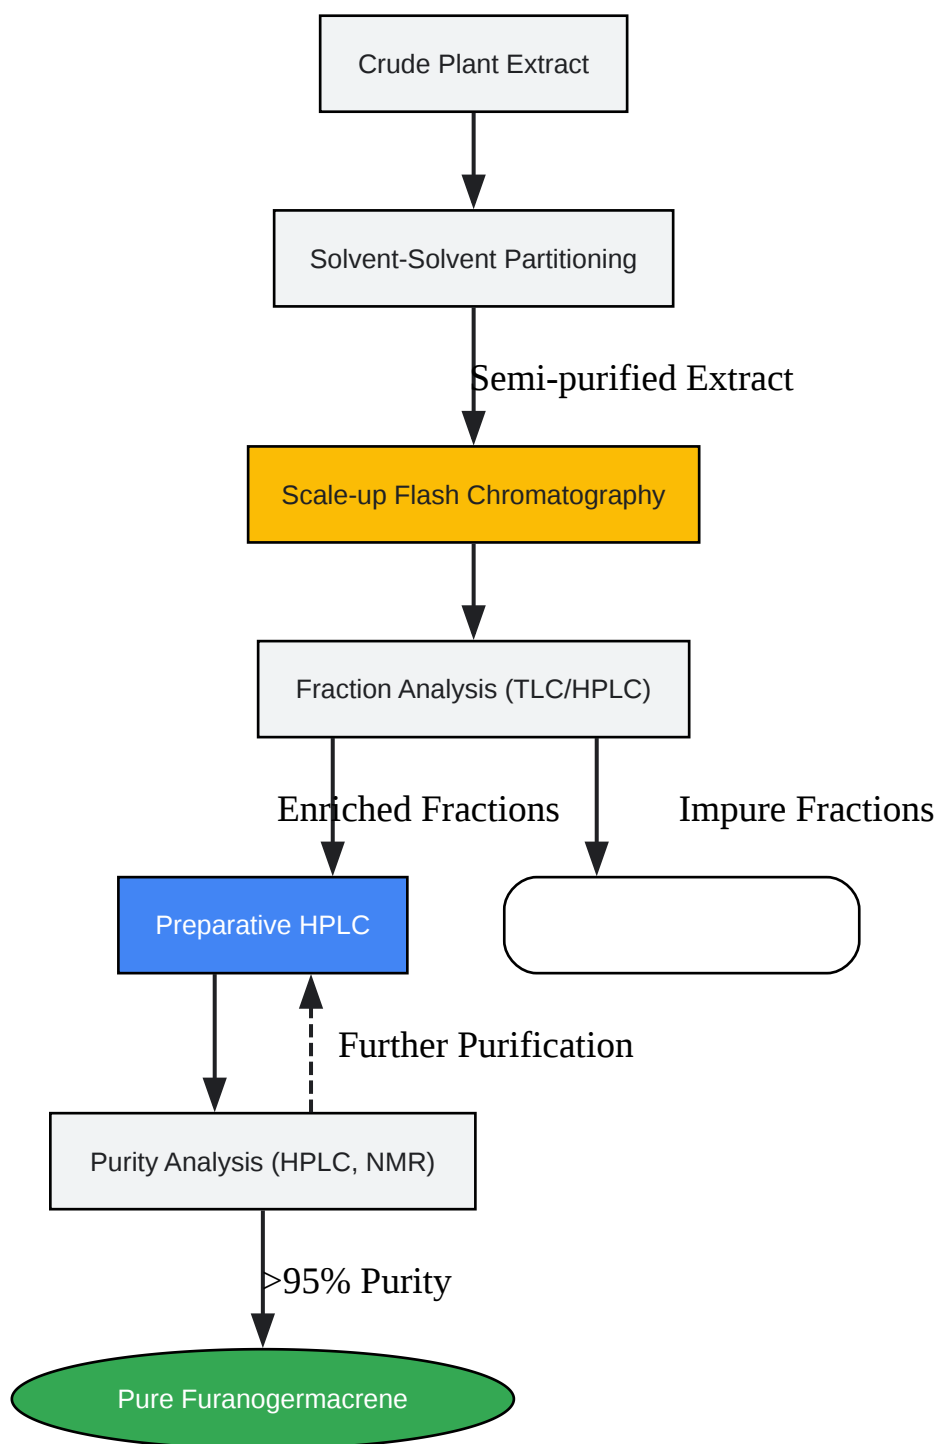 Crude Plant Extract
Solvent-Solvent Partitioning
Semi-purified Extract
Scale-up Flash Chromatography
Fraction Analysis (TLC/HPLC)
Enriched Fractions
Impure Fractions
Preparative HPLC
Further Purification
Purity Analysis (HPLC, NMR)
>95% Purity
Pure Furanogermacrene